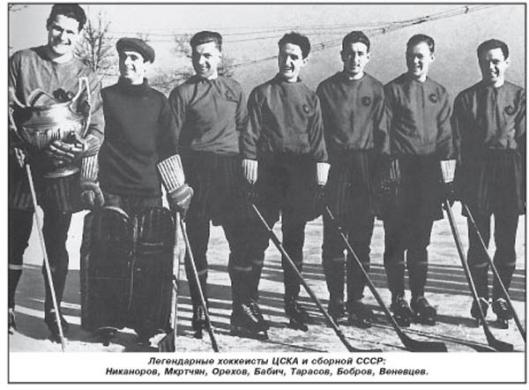 Легендарные хоккеисты ЦСКА и сборной СССР:
Никаноров, Мкртчян, Орехов, Бабич, Тарасов, Бобров, Веневцев.